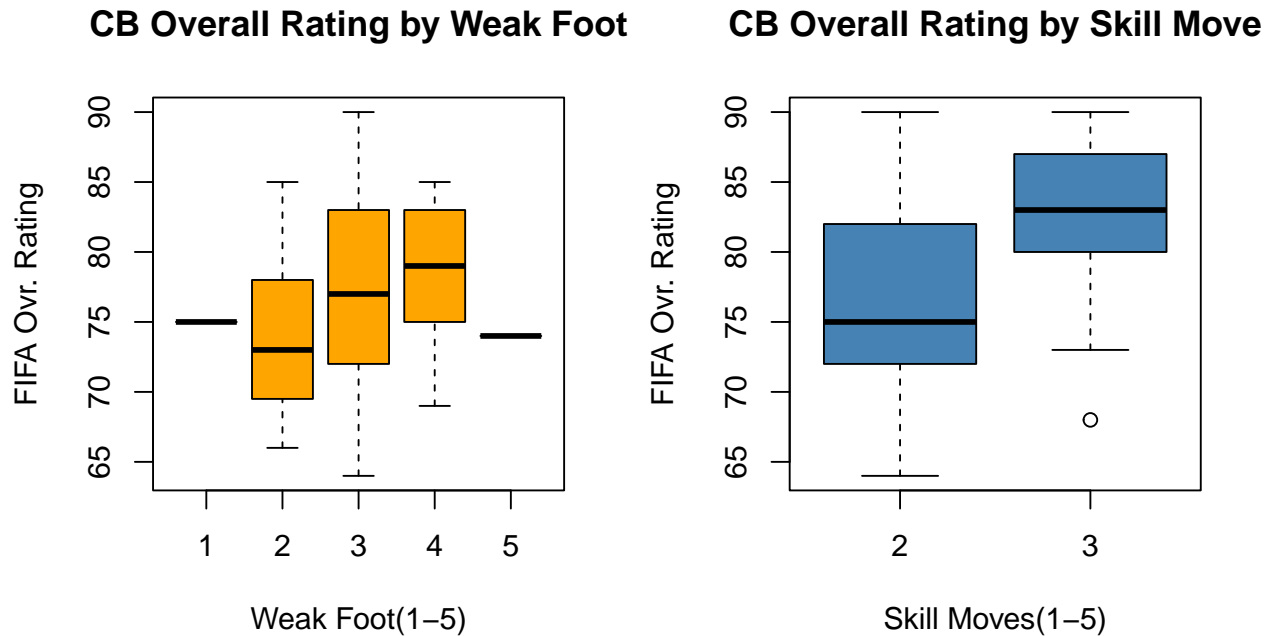 CB Overall Rating by Weak Foot
FIFA Ovr. Rating
90
85
80
75
70
65
1 2 3 4 5
Weak Foot(1−5)
CB Overall Rating by Skill Move
FIFA Ovr. Rating
90
85
80
75
70
65
2 3
Skill Moves(1−5)